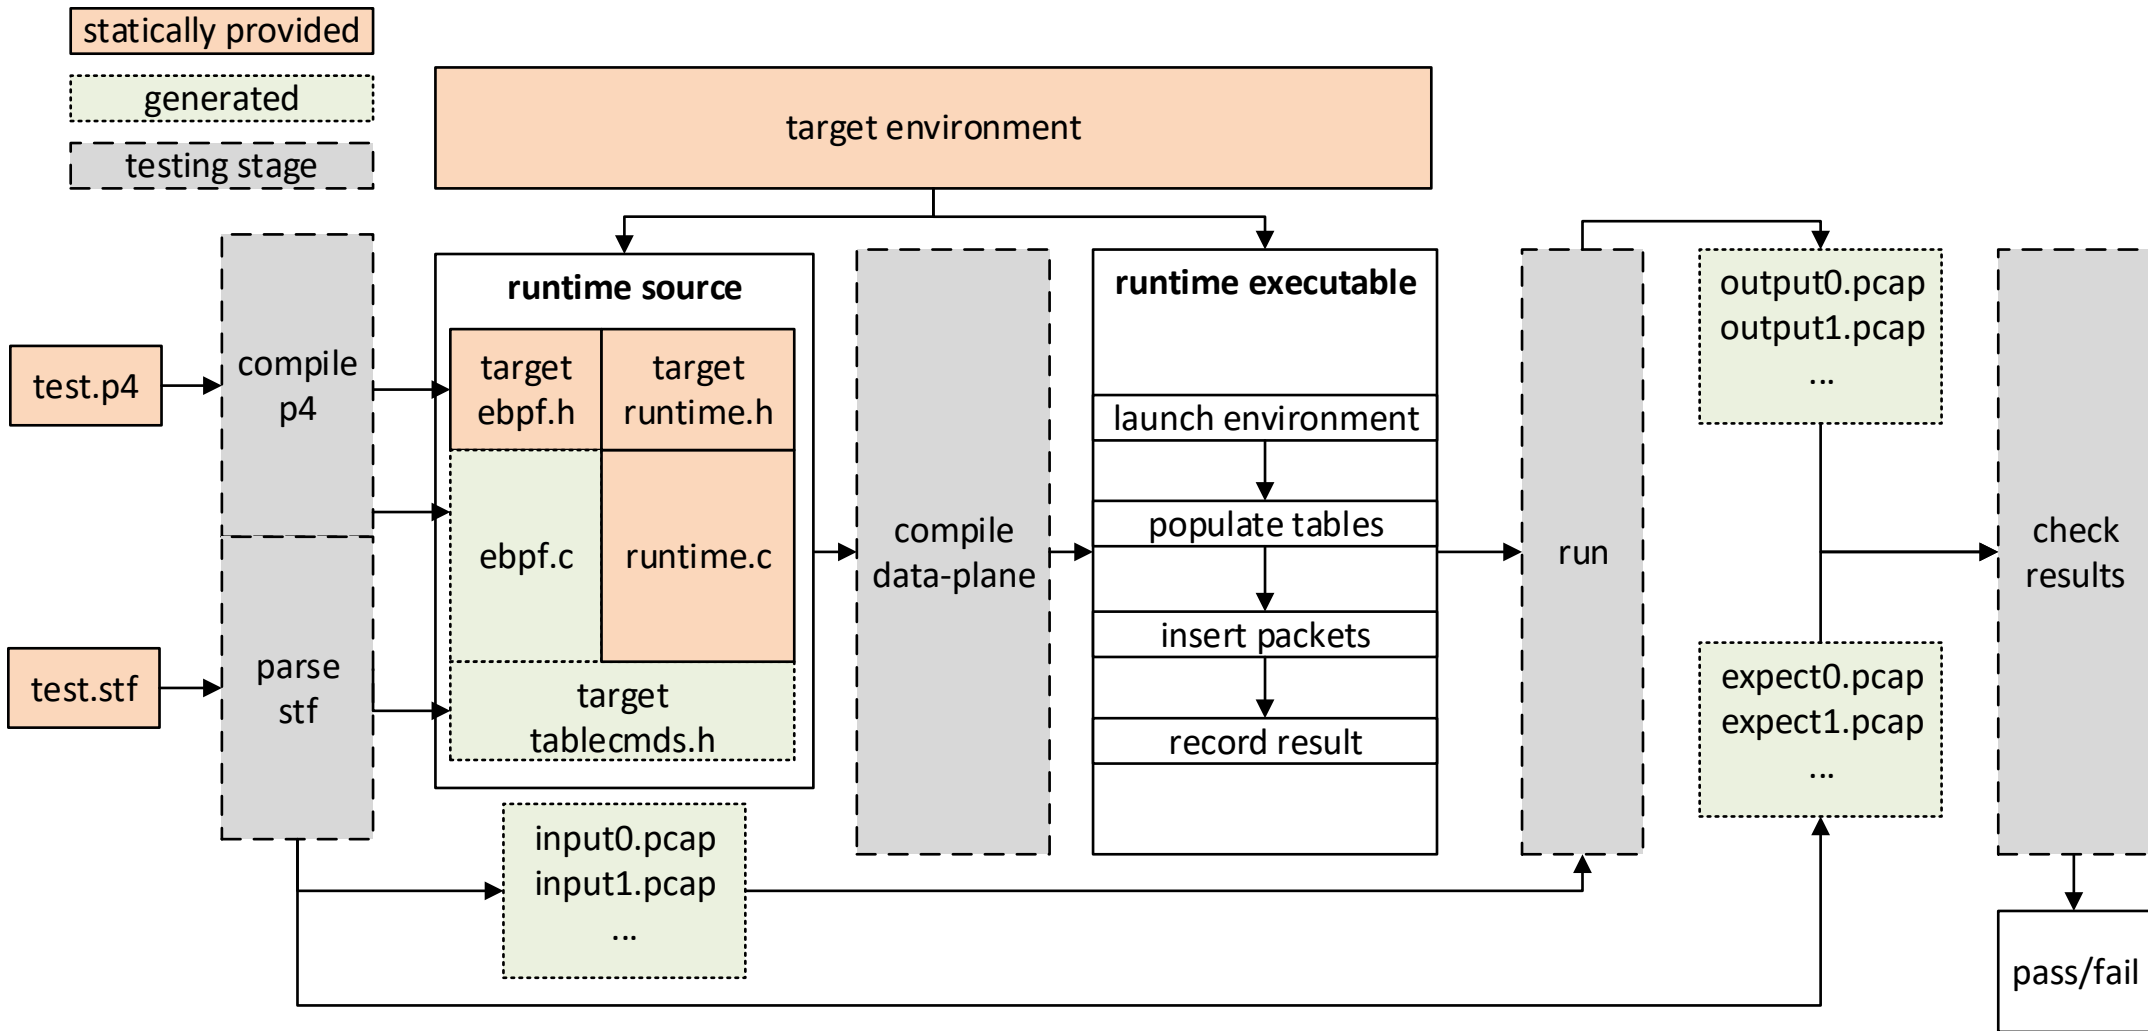 statically provided
generated
testing stage
target environment
test.p4
test.stf
compile
p4
parse
stf
runtime source
target
ebpf.h
target
runtime.h
ebpf.c
runtime.c
target
tablecmds.h
input0.pcap
input1.pcap
...
compile
data-plane
runtime executable
launch environment
populate tables
insert packets
record result
run
output0.pcap
output1.pcap
...
expect0.pcap
expect1.pcap
...
check
results
pass/fail